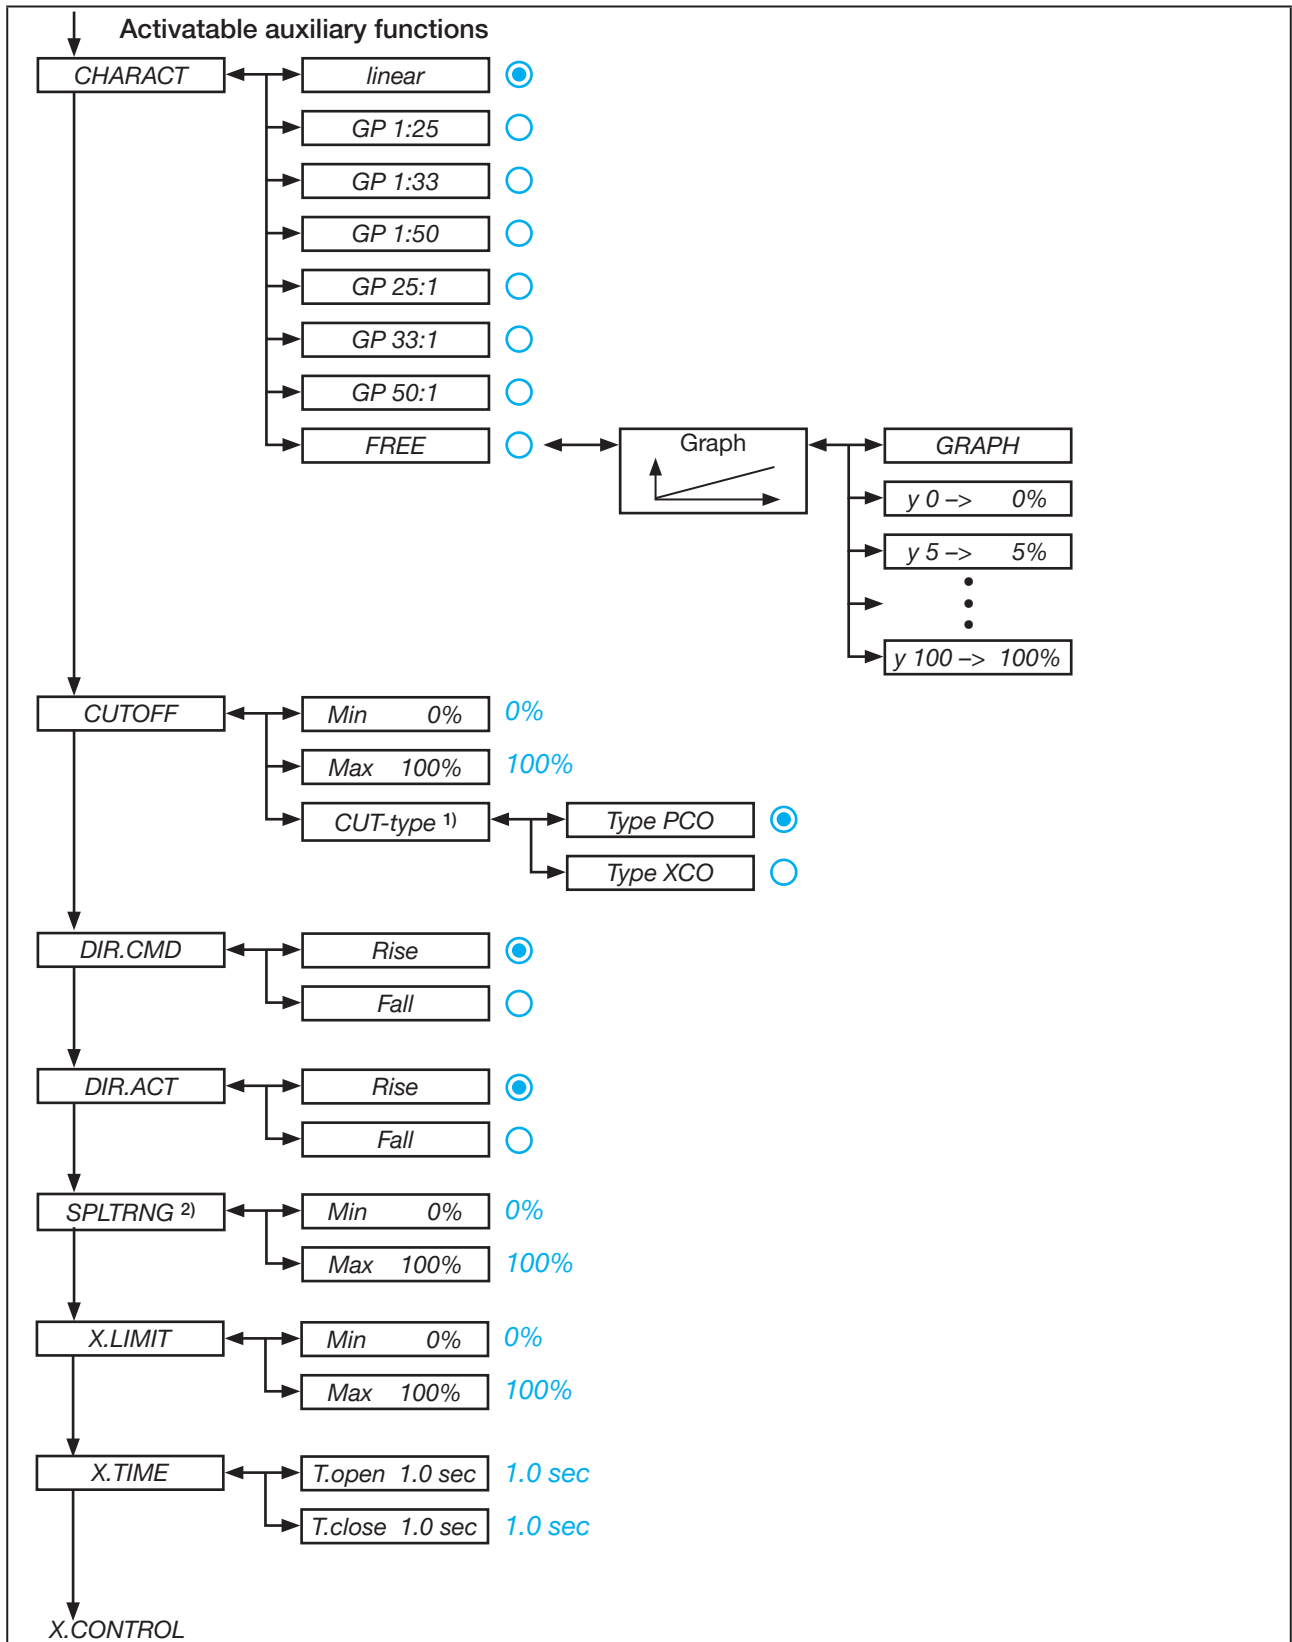 Activatable auxiliary functions
CHARACT
linear
GP 1:25
GP 1:33
GP 1:50
GP 25:1
GP 33:1
GP 50:1
FREE
Graph
GRAPH
y 0 –> 0%
y 5 –> 5%
y 100 –> 100%
CUTOFF
Min 0% 0%
Max 100% 100%
CUT-type 1)
Type PCO
Type XCO
DIR.CMD
Rise
Fall
DIR.ACT
Rise
Fall
SPLTRNG 2)
Min 0% 0%
Max 100% 100%
X.LIMIT
Min 0% 0%
Max 100% 100%
X.TIME
T.open 1.0 sec 1.0 sec
T.close 1.0 sec 1.0 sec
X.CONTROL